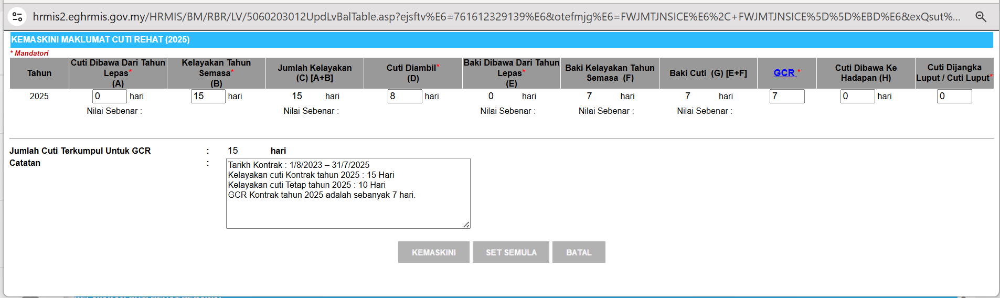 hrmis2.eghrmis.gov.my/HRMIS/BM/RBR/LV/5060203012UpdLvBalTable.asp?ejsftv%E6=761612329139%E6&otefmjg%E6=FWJMTJNSICE%E6%2C+FWJMTJNSICE%5D%5D%EBD%E6&exQsut%...
KEMASKINI MAKLUMAT CUTI REHAT (2025)
* Mandatori
Tahun
Cuti Dibawa Dari Tahun
Lepas*
(A)
Kelayakan Tahun
Semasa*
(B)
Jumlah Kelayakan
(C) [A+B]
Cuti Diambil*
(D)
Baki Dibawa Dari Tahun
Lepas*
(E)
Baki Kelayakan Tahun
Semasa (F)
Baki Cuti (G) [E+F]
GCR *
Cuti Dibawa Ke
Hadapan (H)
Cuti Dijangka
Luput / Cuti Luput*
2025 0 hari 15 hari 15 hari 8 hari 0 hari 7 hari 7 hari 7 0 hari 0
Nilai Sebenar : Nilai Sebenar : Nilai Sebenar : Nilai Sebenar : Nilai Sebenar :
Jumlah Cuti Terkumpul Untuk GCR : 15 hari
Catatan :
Tarikh Kontrak : 1/8/2023 – 31/7/2025
Kelayakan cuti Kontrak tahun 2025 : 15 Hari
Kelayakan cuti Tetap tahun 2025 : 10 Hari
GCR Kontrak tahun 2025 adalah sebanyak 7 hari.
KEMASKINI SET SEMULA BATAL